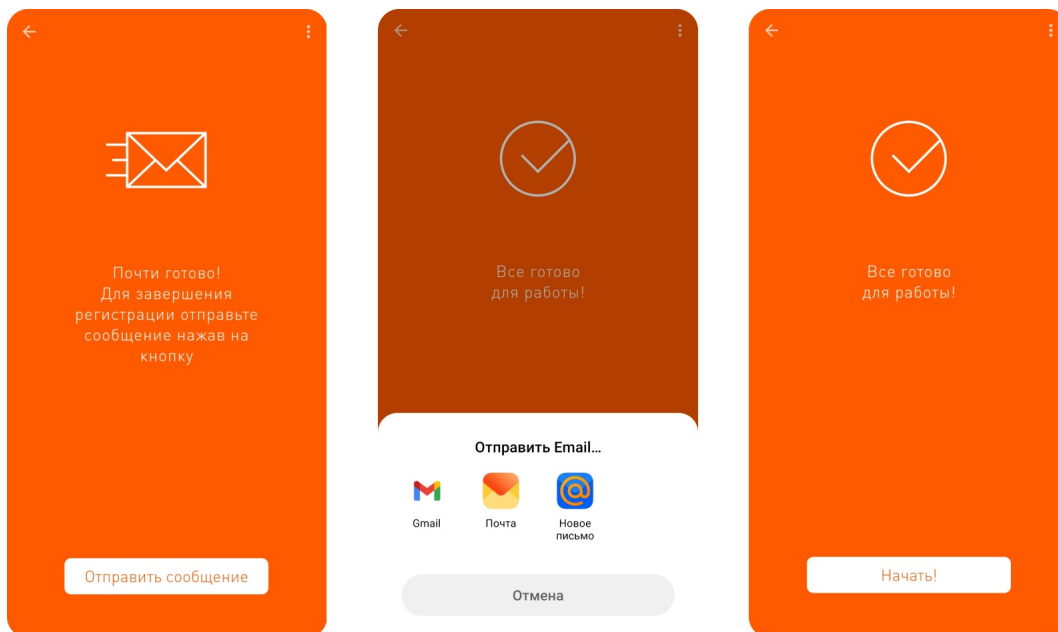 Почти готово!
Для завершения
регистрации отправьте
сообщение нажав на
кнопку
Отправить сообщение
Все готово
для работы!
Отправить Email...
Gmail
Почта
Новое
письмо
Отмена
Все готово
для работы!
Начать!